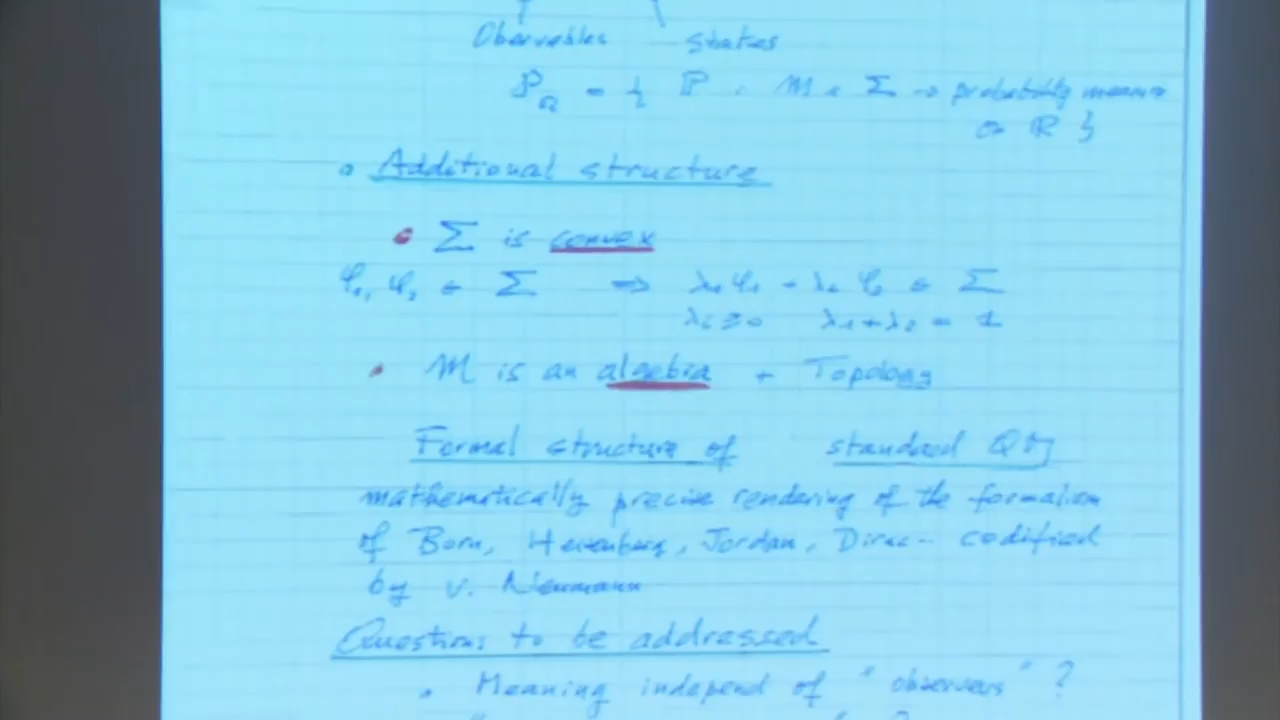 Observables States
P_Ω = { P : M × Σ → probability measure
on ℝ }
• Additional structure
• Σ is convex
φ₁, φ₂ ∈ Σ ⇒ λ₁φ₁ + λ₂φ₂ ∈ Σ
λᵢ ≥ 0 λ₁+λ₂ = 1
• M is an algebra + Topology
Formal structure of standard QM
mathematically precise rendering of the formalism
of Born, Heisenberg, Jordan, Dirac - codified
by v. Neumann
Questions to be addressed
• Meaning independ of "observers" ?